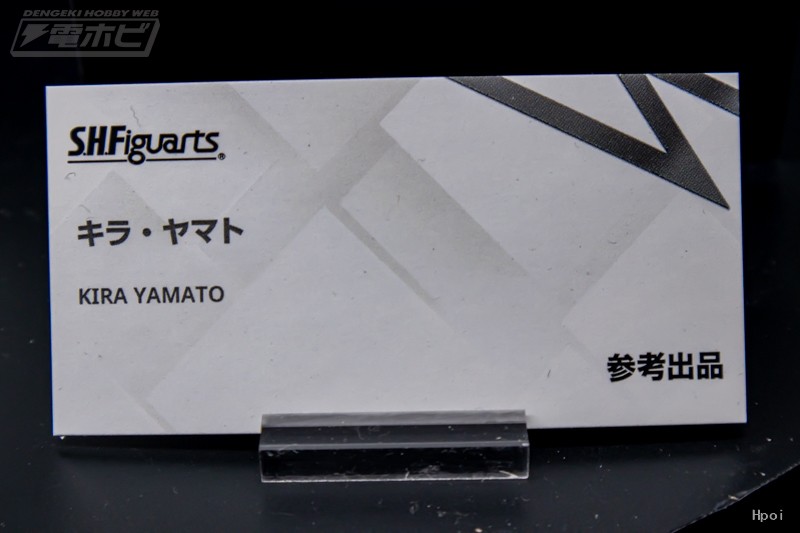 DENGEKI HOBBY WEB
電ホビ
S.H.Figuarts®
キラ・ヤマト
KIRA YAMATO
参考出品
Hpoi